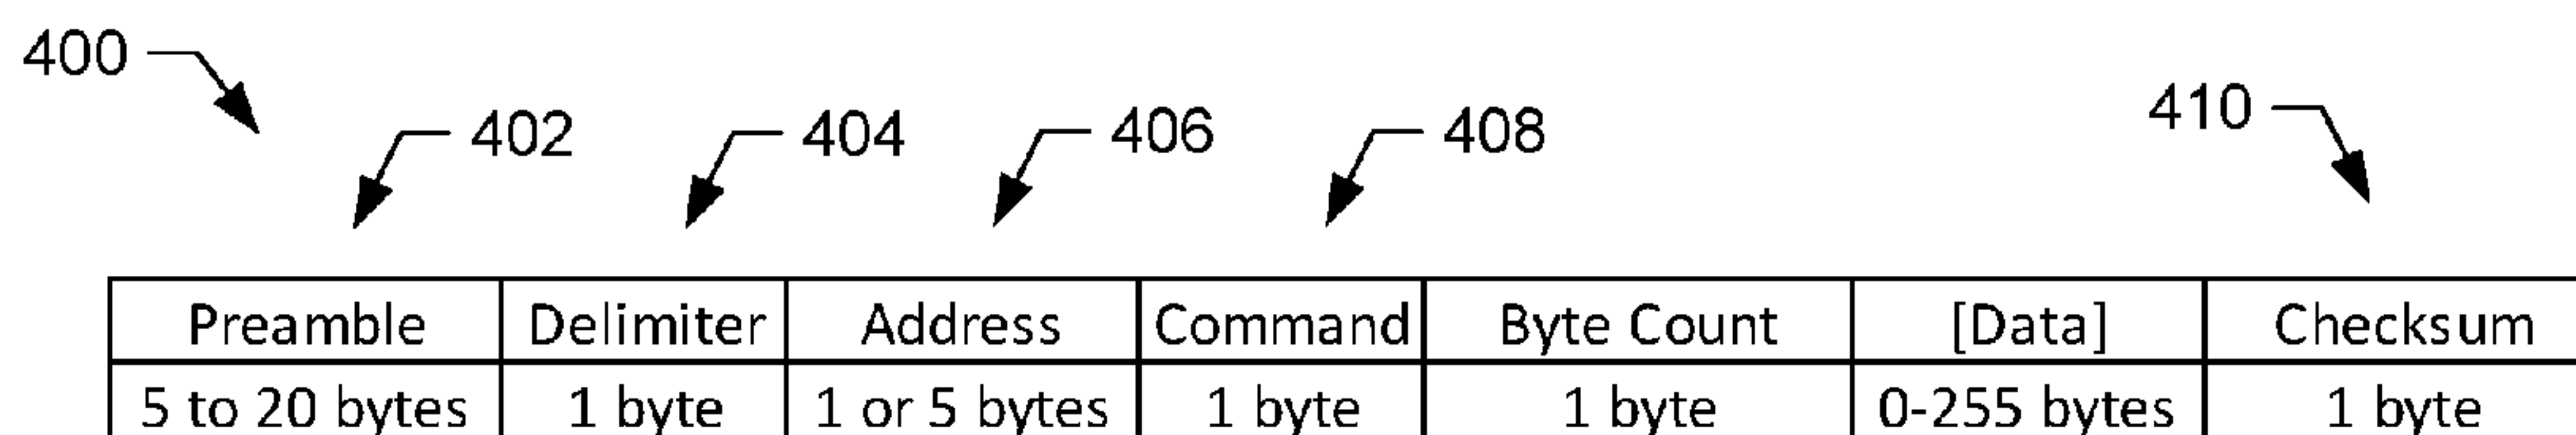 400
402 404 406 408 410
Preamble Delimiter Address Command Byte Count [Data] Checksum
5 to 20 bytes 1 byte 1 or 5 bytes 1 byte 1 byte 0-255 bytes 1 byte